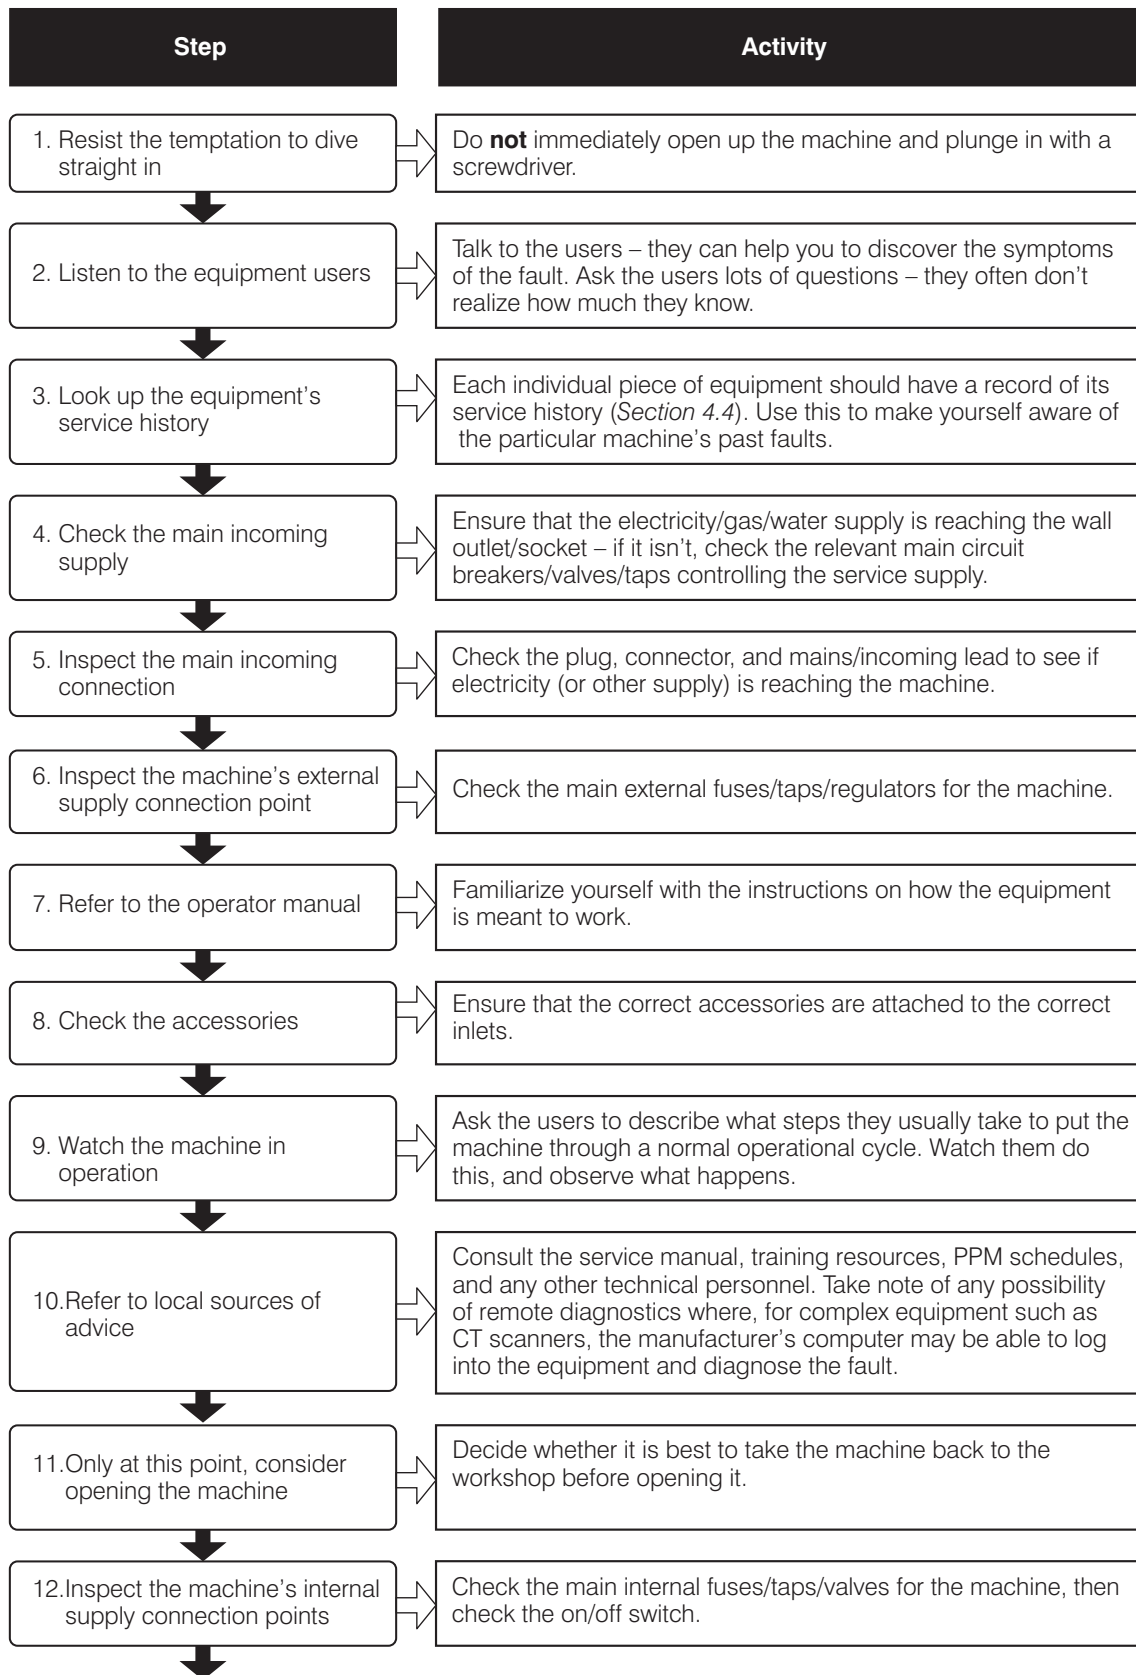 Step
Activity
1. Resist the temptation to dive
straight in
Do not immediately open up the machine and plunge in with a
screwdriver.
2. Listen to the equipment users
Talk to the users – they can help you to discover the symptoms
of the fault. Ask the users lots of questions – they often don't
realize how much they know.
3. Look up the equipment's
service history
Each individual piece of equipment should have a record of its
service history (Section 4.4). Use this to make yourself aware of
the particular machine's past faults.
4. Check the main incoming
supply
Ensure that the electricity/gas/water supply is reaching the wall
outlet/socket – if it isn't, check the relevant main circuit
breakers/valves/taps controlling the service supply.
5. Inspect the main incoming
connection
Check the plug, connector, and mains/incoming lead to see if
electricity (or other supply) is reaching the machine.
6. Inspect the machine's external
supply connection point
Check the main external fuses/taps/regulators for the machine.
7. Refer to the operator manual
Familiarize yourself with the instructions on how the equipment
is meant to work.
8. Check the accessories
Ensure that the correct accessories are attached to the correct
inlets.
9. Watch the machine in
operation
Ask the users to describe what steps they usually take to put the
machine through a normal operational cycle. Watch them do
this, and observe what happens.
10.Refer to local sources of
advice
Consult the service manual, training resources, PPM schedules,
and any other technical personnel. Take note of any possibility
of remote diagnostics where, for complex equipment such as
CT scanners, the manufacturer's computer may be able to log
into the equipment and diagnose the fault.
11.Only at this point, consider
opening the machine
Decide whether it is best to take the machine back to the
workshop before opening it.
12.Inspect the machine's internal
supply connection points
Check the main internal fuses/taps/valves for the machine, then
check the on/off switch.